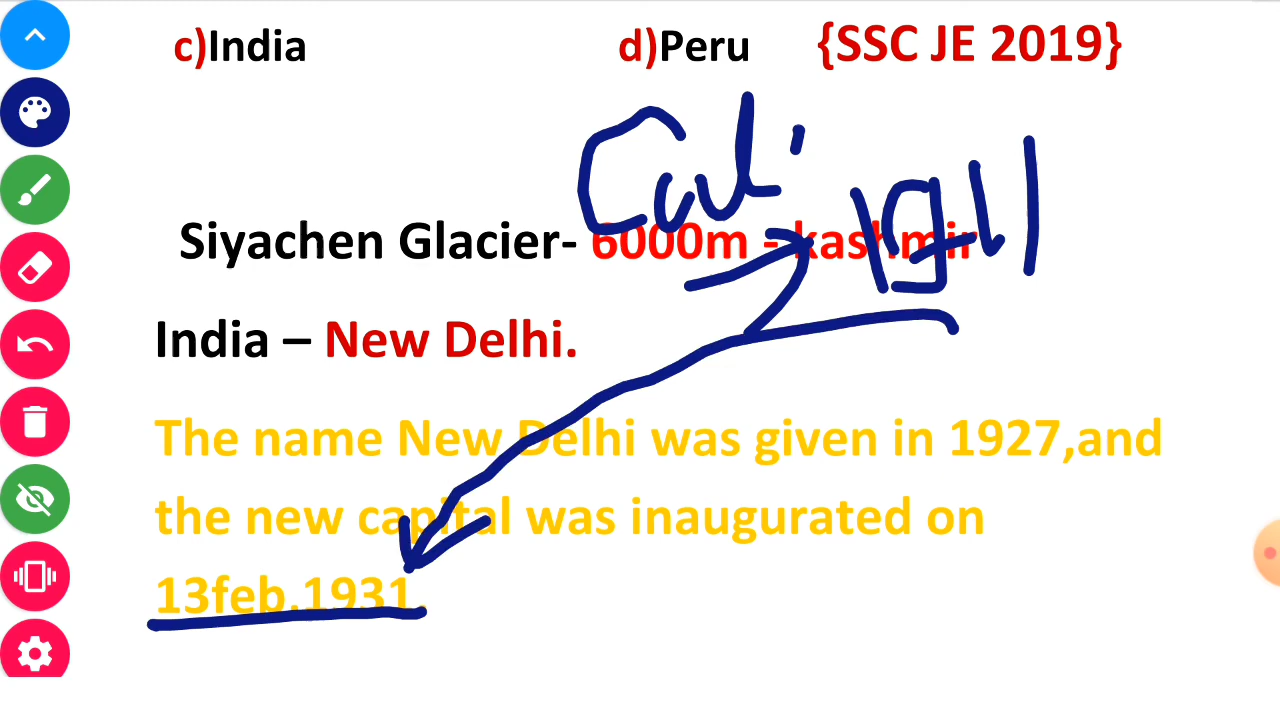 c)India d)Peru {SSC JE 2019}
Cal
Siyachen Glacier- 6000m - kashmir
India – New Delhi.
The name New Delhi was given in 1927,and
the new capital was inaugurated on
13feb.1931.